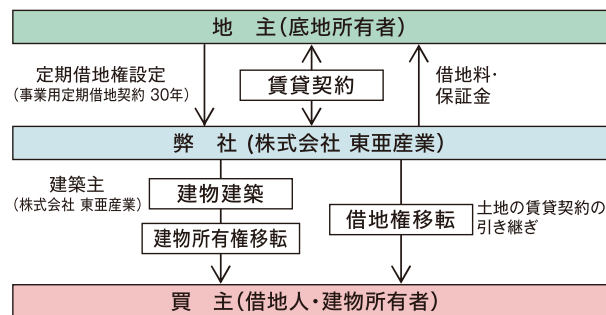 地　主(底地所有者)
定期借地権設定
(事業用定期借地契約 30年)
賃貸契約
借地料・
保証金
弊　社 (株式会社 東亜産業)
建築主
(株式会社 東亜産業)
建物建築
建物所有権移転
借地権移転
土地の賃貸契約の
引き継ぎ
買　主(借地人・建物所有者)